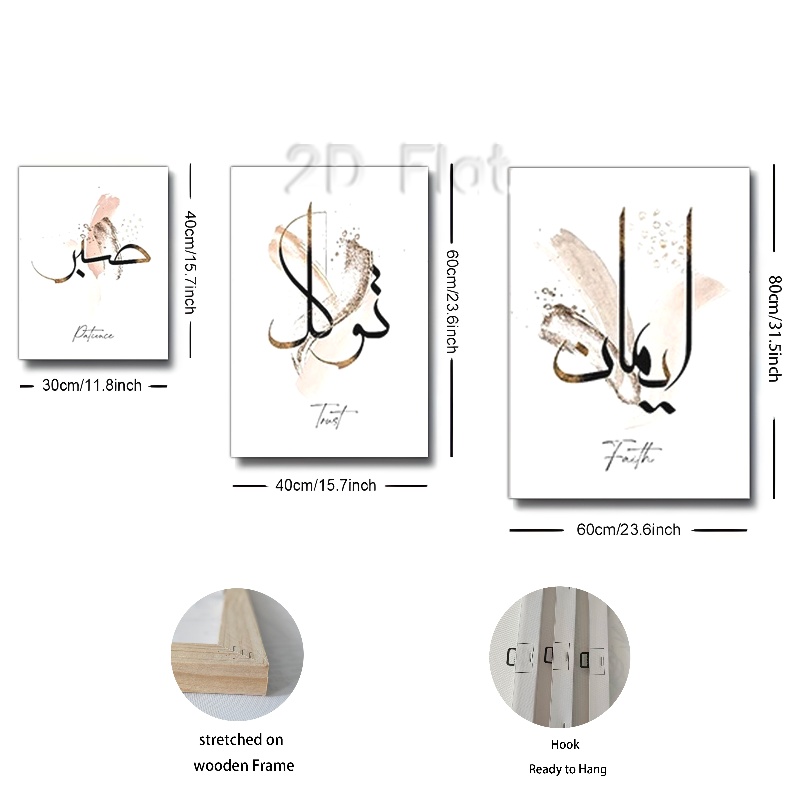 2D Flat
صبر
Patience
40cm/15.7inch
30cm/11.8inch
توكل
Trust
60cm/23.6inch
40cm/15.7inch
ايمان
Faith
80cm/31.5inch
60cm/23.6inch
stretched on
wooden Frame
Hook
Ready to Hang